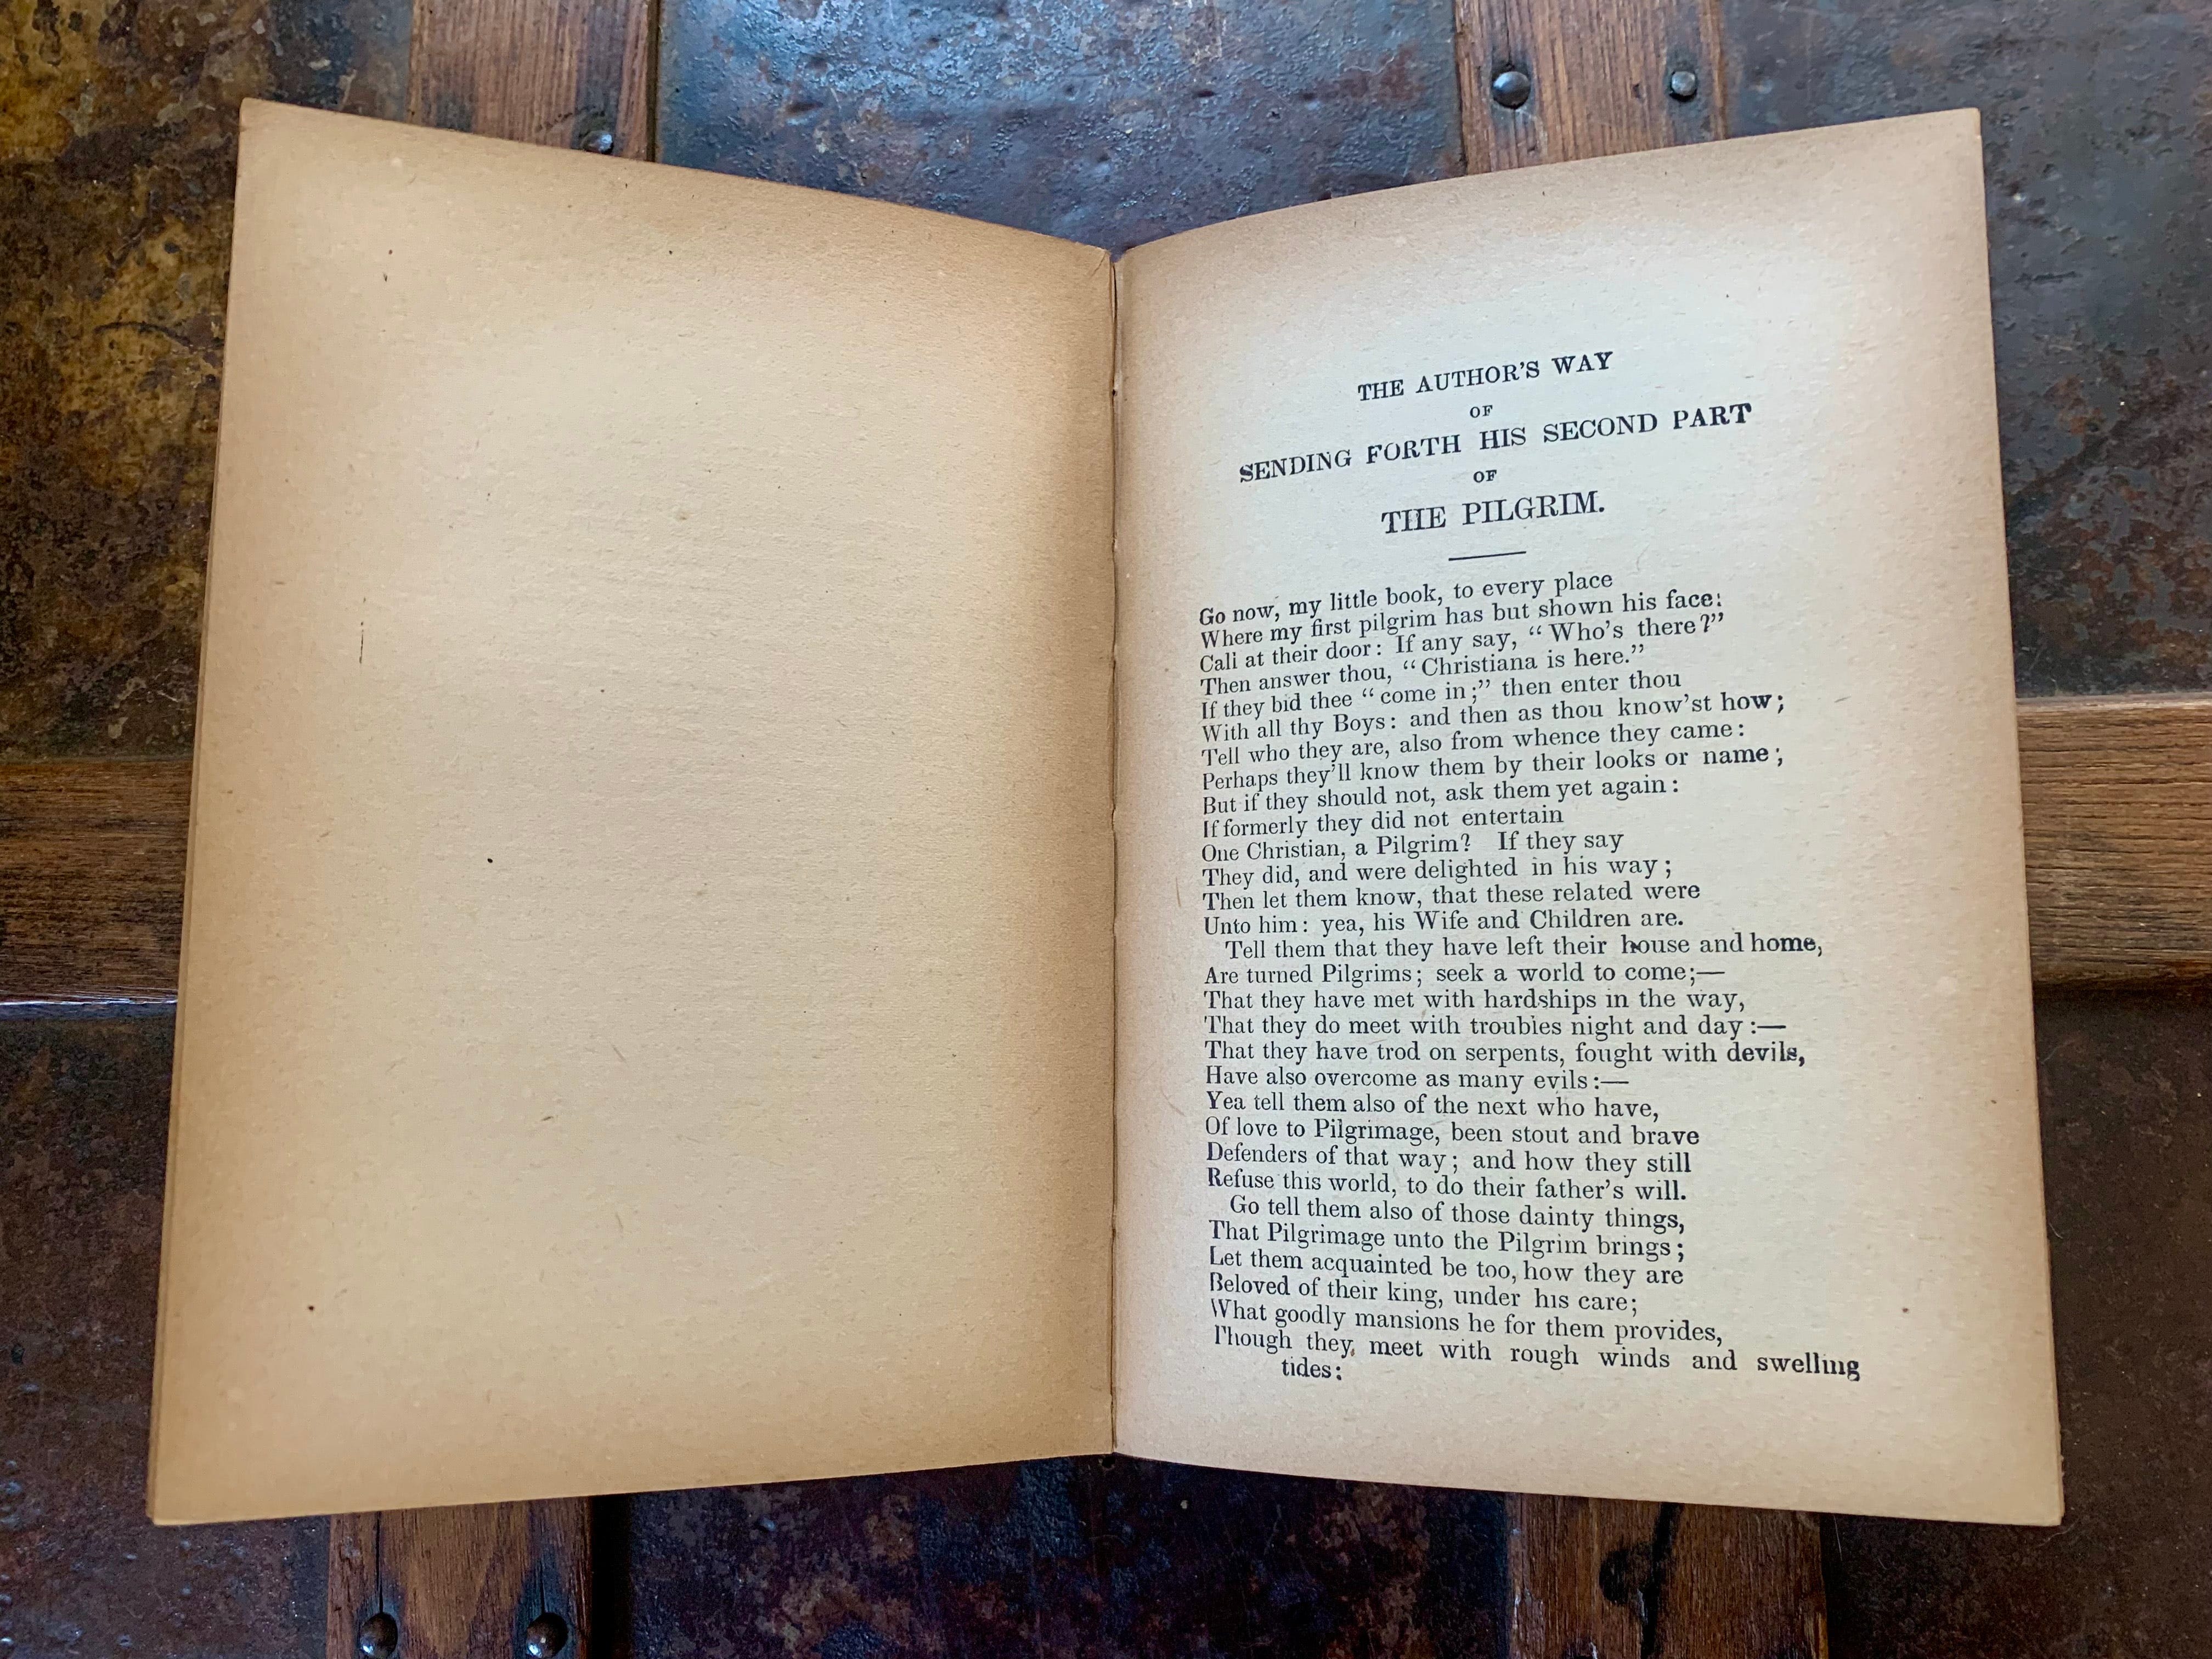 THE AUTHOR'S WAY
OF
SENDING FORTH HIS SECOND PART
OF
THE PILGRIM.
Go now, my little book, to every place
Where my first pilgrim has but shown his face:
Call at their door: If any say, “Who's there?”
Then answer thou, “Christiana is here.”
If they bid thee “come in;” then enter thou
With all thy Boys: and then as thou know'st how;
Tell who they are, also from whence they came:
Perhaps they'll know them by their looks or name;
But if they should not, ask them yet again:
If formerly they did not entertain
One Christian, a Pilgrim? If they say
They did, and were delighted in his way;
Then let them know, that these related were
Unto him: yea, his Wife and Children are.
Tell them that they have left their house and home,
Are turned Pilgrims; seek a world to come;—
That they have met with hardships in the way,
That they do meet with troubles night and day:—
That they have trod on serpents, fought with devils,
Have also overcome as many evils:—
Yea tell them also of the next who have,
Of love to Pilgrimage, been stout and brave
Defenders of that way; and how they still
Refuse this world, to do their father's will.
Go tell them also of those dainty things,
That Pilgrimage unto the Pilgrim brings;
Let them acquainted be too, how they are
Beloved of their king, under his care;
What goodly mansions he for them provides,
Though they meet with rough winds and swelling
tides: